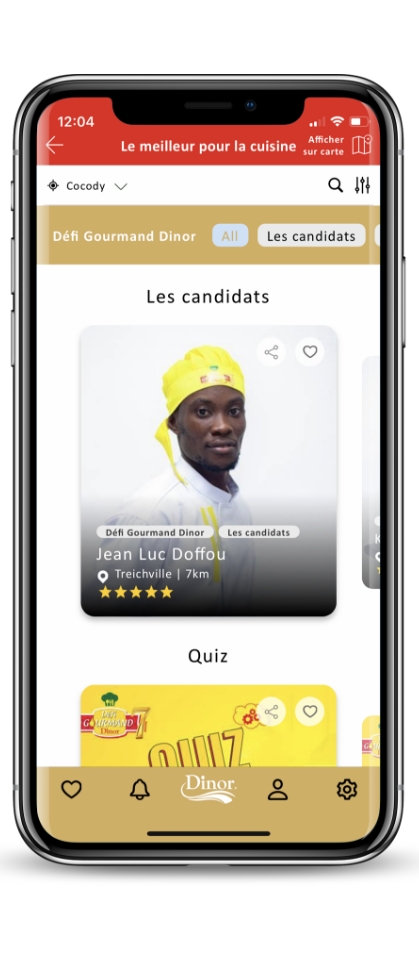 12:04
Le meilleur pour la cuisine
Afficher
sur carte
Cocody
Défi Gourmand Dinor
All
Les candidats
Les candidats
Défi Gourmand Dinor
Les candidats
Jean Luc Doffou
Treichville | 7km
Quiz
DÉFI
GOURMAND
Dinor
7
QUIZ
Dinor